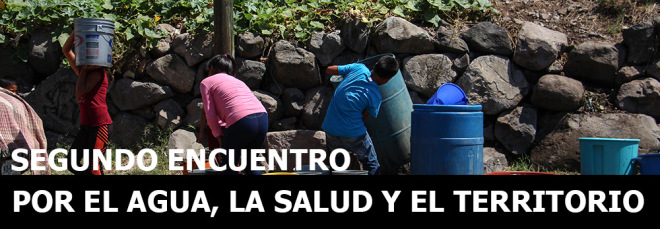 SEGUNDO ENCUENTRO
POR EL AGUA, LA SALUD Y EL TERRITORIO